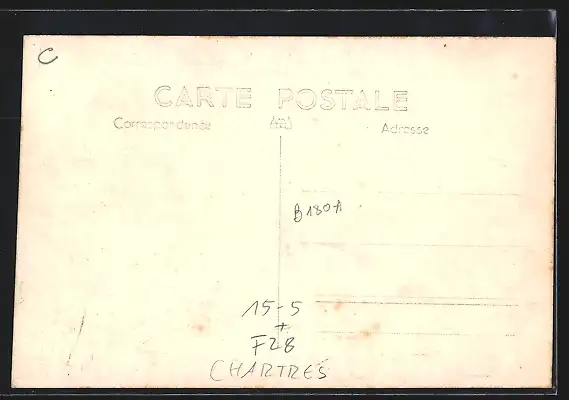 C
CARTE POSTALE
Correspondance
Adresse
B180A
15-5
+
F28
CHARTRES